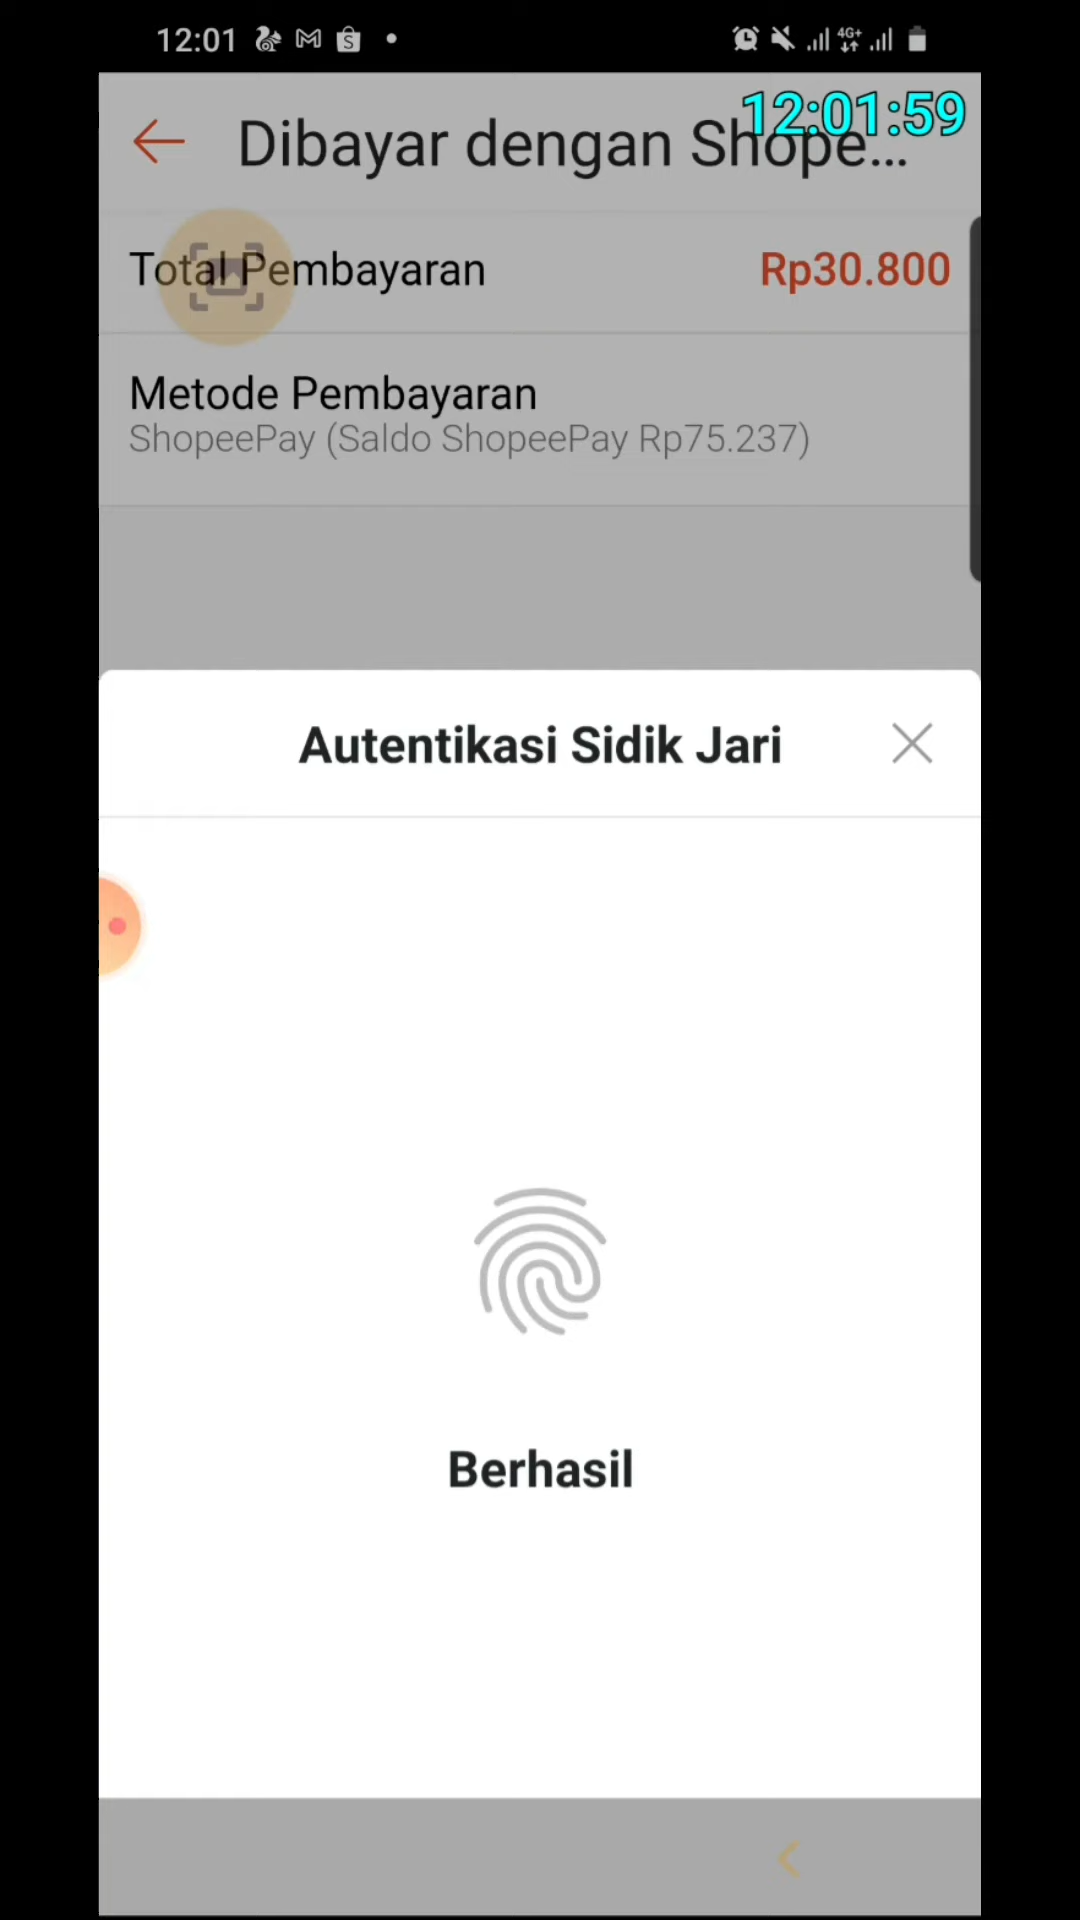 12:01
4G+
12:01:59
Dibayar dengan Shope...
Total Pembayaran
Rp30.800
Metode Pembayaran
ShopeePay (Saldo ShopeePay Rp75.237)
Autentikasi Sidik Jari
Berhasil